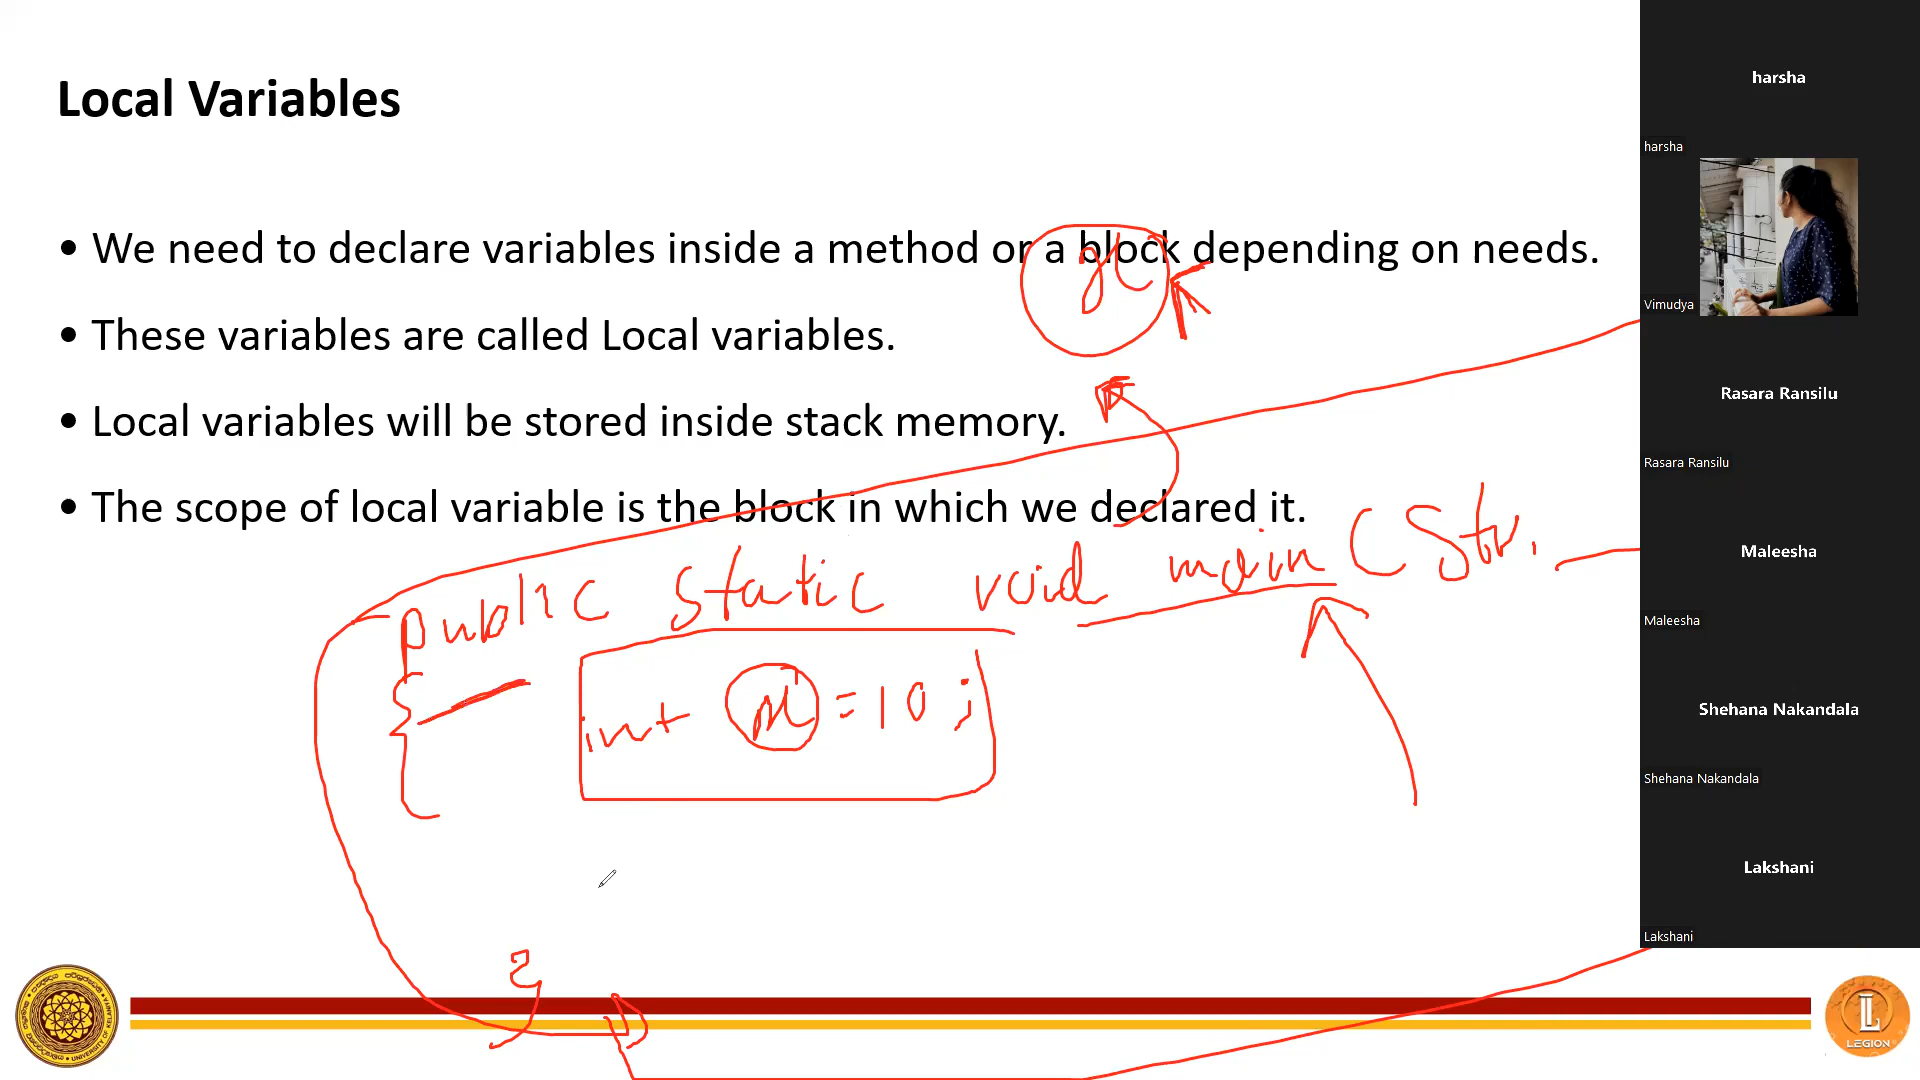 Local Variables
• We need to declare variables inside a method or a block depending on needs.
x
• These variables are called Local variables.
• Local variables will be stored inside stack memory.
• The scope of local variable is the block in which we declared it.
public static void main (Str.
{
int x = 10 ;
}
harsha
harsha
Vimudya
Rasara Ransilu
Rasara Ransilu
Maleesha
Maleesha
Shehana Nakandala
Shehana Nakandala
Lakshani
Lakshani
L
LEGION